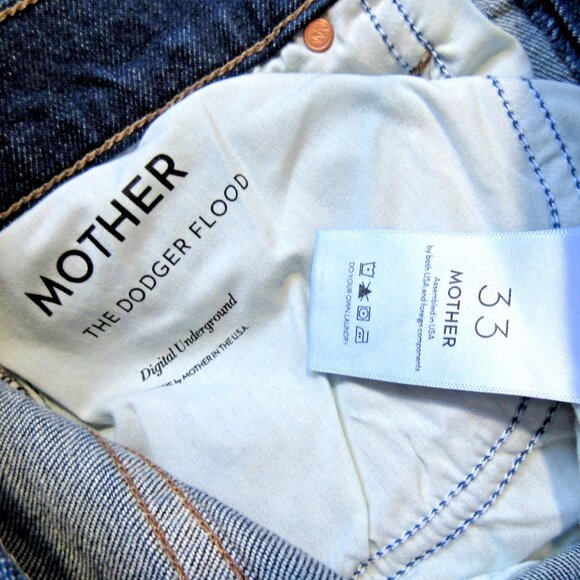 MOTHER
THE DODGER FLOOD
Digital Underground
by MOTHER IN THE U.S.A.
33
MOTHER
Assembled in USA
by both USA and foreign components
DO YOUR OWN LAUNDRY